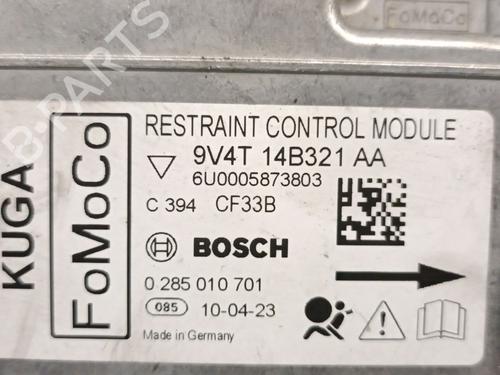 FoMoCo
B-PARTS
KUGA
FoMoCo
RESTRAINT CONTROL MODULE
9V4T 14B321 AA
6U0005873803
C 394 CF33B
BOSCH
0 285 010 701
085 10-04-23
Made in Germany